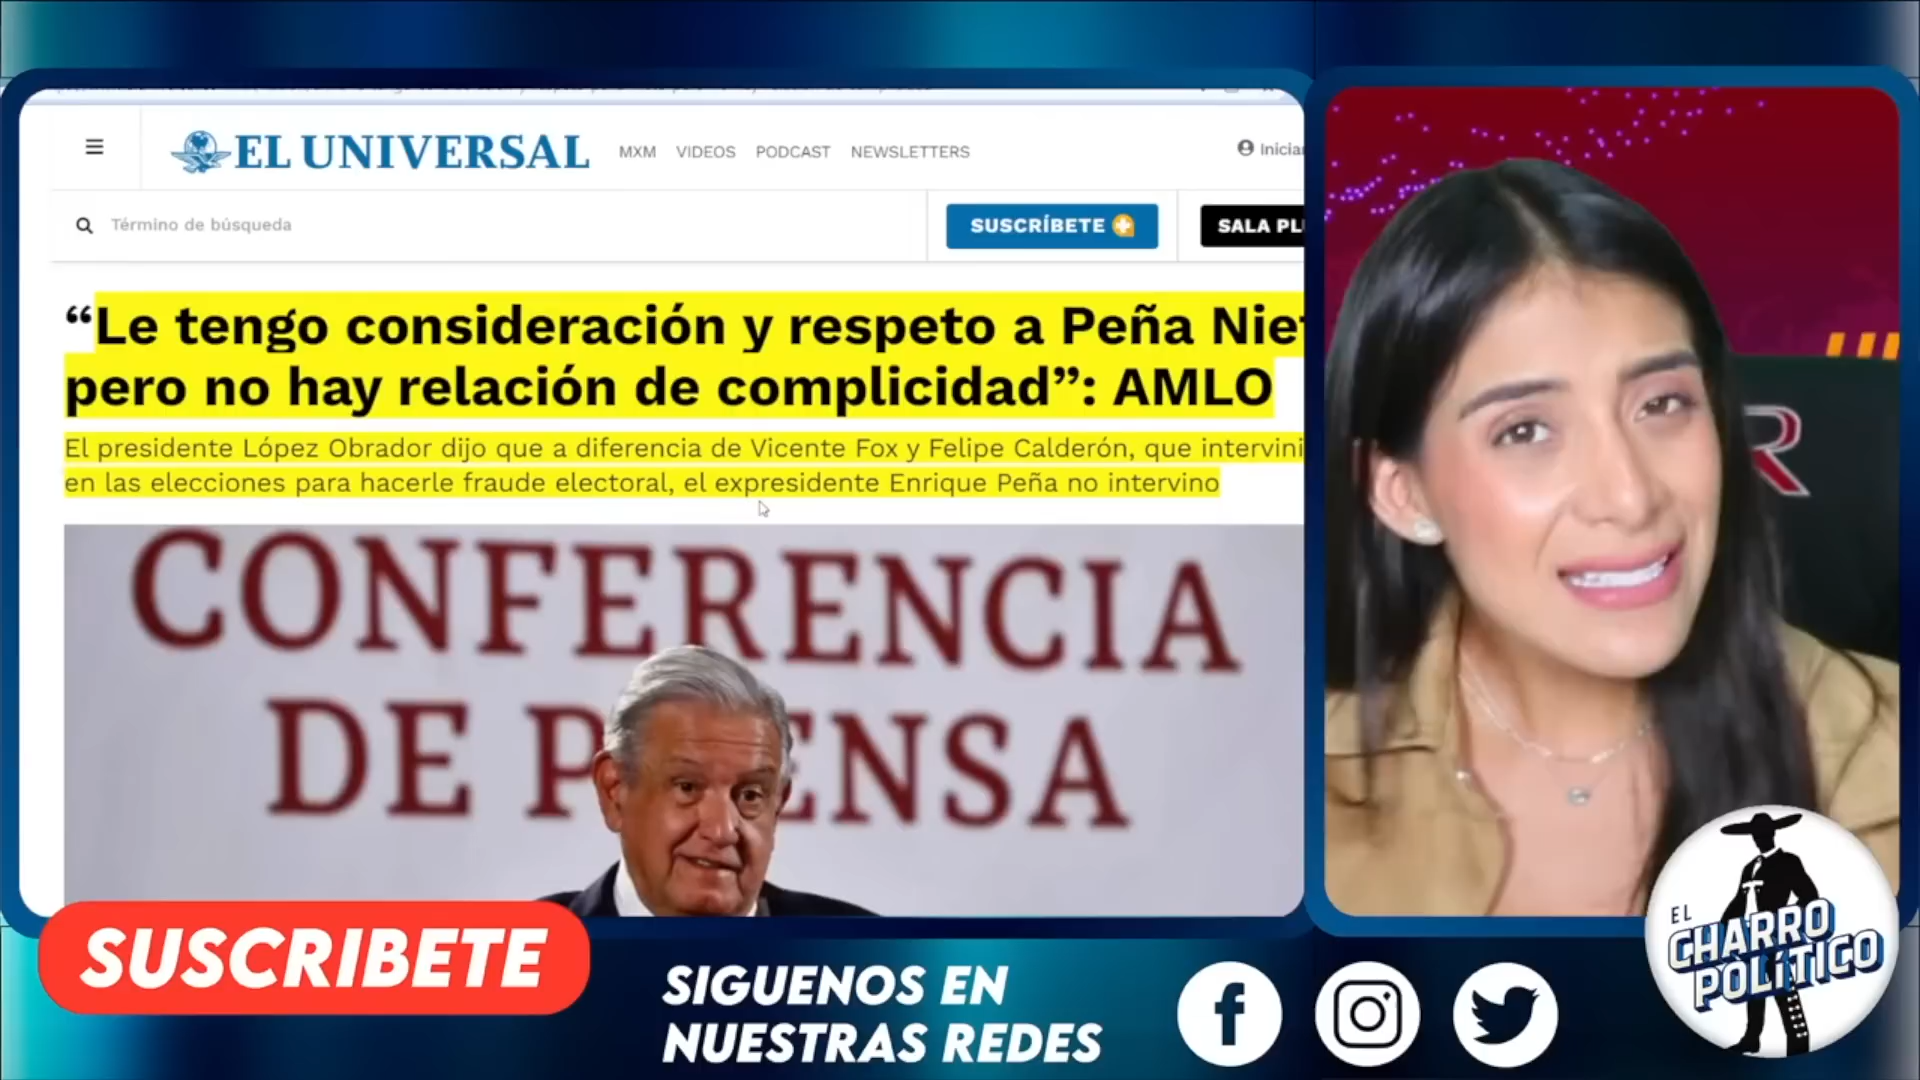 EL UNIVERSAL
MXM VIDEOS PODCAST NEWSLETTERS
Término de búsqueda
SUSCRÍBETE
SALA
“Le tengo consideración y respeto a Peña
pero no hay relación de complicidad”: AMLO
El presidente López Obrador dijo que a diferencia de Vicente Fox y Felipe Calderón, que
en las elecciones para hacerle fraude electoral, el expresidente Enrique Peña no intervino
CONFERENCIA
DE
SUSCRIBETE
SIGUENOS EN
NUESTRAS REDES
EL
CHARRO
POLÍTICO